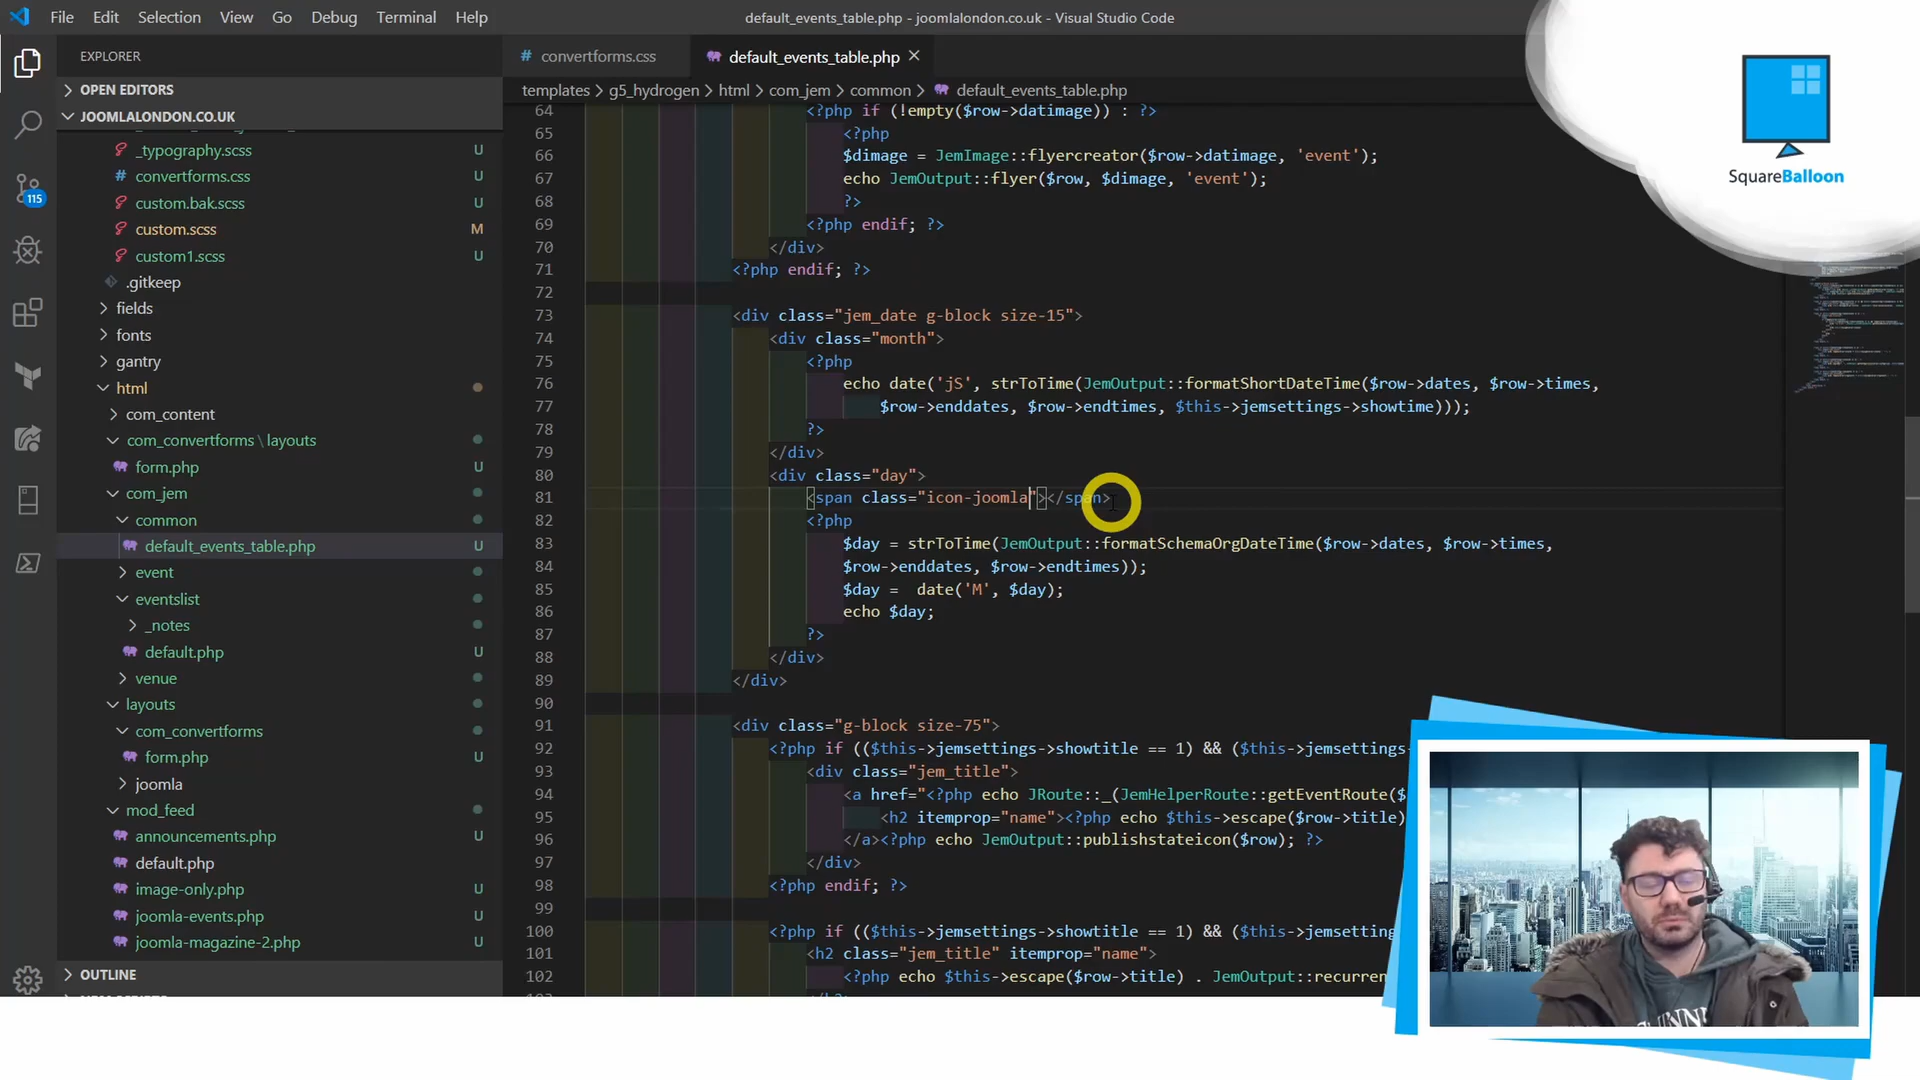 File Edit Selection View Go Debug Terminal Help
default_events_table.php - joomlalondon.co.uk - Visual Studio Code
EXPLORER
OPEN EDITORS
JOOMLALONDON.CO.UK
_typography.scss U
convertforms.css U
custom.bak.scss U
custom.scss M
custom1.scss U
.gitkeep
fields
fonts
gantry
html
com_content
com_convertforms \ layouts
form.php U
com_jem
common
default_events_table.php U
event
eventslist
_notes
default.php U
venue
layouts
com_convertforms
form.php U
joomla
mod_feed
announcements.php U
default.php
image-only.php U
joomla-events.php U
joomla-magazine-2.php U
OUTLINE
115
# convertforms.css
default_events_table.php
templates > g5_hydrogen > html > com_jem > common > default_events_table.php
64 <?php if (!empty($row->datimage)) : ?>
65 <?php
66 $dimage = JemImage::flyercreator($row->datimage, 'event');
67 echo JemOutput::flyer($row, $dimage, 'event');
68 ?>
69 <?php endif; ?>
70 </div>
71 <?php endif; ?>
72
73 <div class="jem_date g-block size-15">
74 <div class="month">
75 <?php
76 echo date('jS', strToTime(JemOutput::formatShortDateTime($row->dates, $row->times,
77 $row->enddates, $row->endtimes, $this->jemsettings->showtime)));
78 ?>
79 </div>
80 <div class="day">
81 <span class="icon-joomla"></span>
82 <?php
83 $day = strToTime(JemOutput::formatSchemaOrgDateTime($row->dates, $row->times,
84 $row->enddates, $row->endtimes));
85 $day =  date('M', $day);
86 echo $day;
87 ?>
88 </div>
89 </div>
90
91 <div class="g-block size-75">
92 <?php if (($this->jemsettings->showtitle == 1) && ($this->jemsettings-
93 <div class="jem_title">
94 <a href="<?php echo JRoute::_(JemHelperRoute::getEventRoute($
95 <h2 itemprop="name"><?php echo $this->escape($row->title)
96 </a><?php echo JemOutput::publishstateicon($row); ?>
97 </div>
98 <?php endif; ?>
99
100 <?php if (($this->jemsettings->showtitle == 1) && ($this->jemsettings
101 <h2 class="jem_title" itemprop="name">
102 <?php echo $this->escape($row->title) . JemOutput::recurren
SquareBalloon